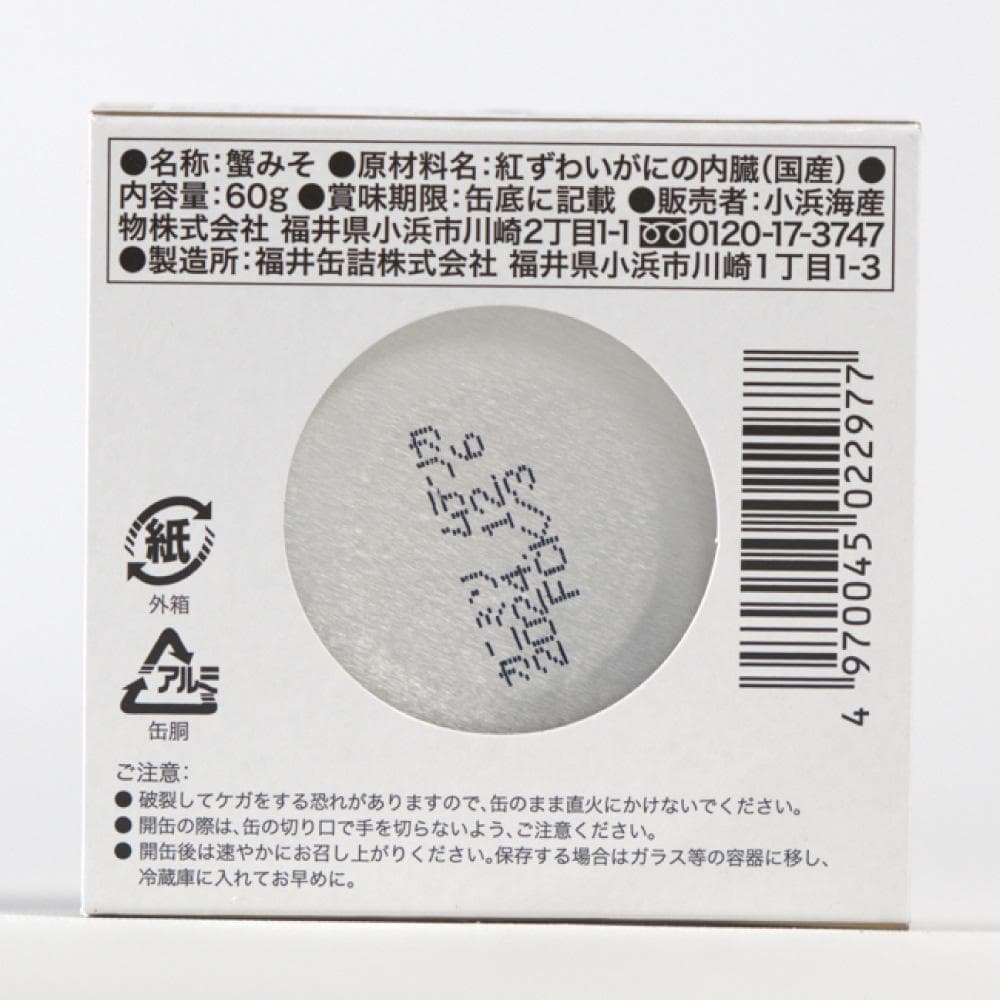 ●名称:蟹みそ ●原材料名:紅ずわいがにの内臓(国産) ●
内容量:60g ●賞味期限:缶底に記載 ●販売者:小浜海産
物株式会社 福井県小浜市川崎2丁目1-1 0120-17-3747
●製造所:福井缶詰株式会社 福井県小浜市川崎1丁目1-3
4 970045 022977
紙
外箱
アルミ
缶胴
ご注意:
● 破裂してケガをする恐れがありますので、缶のまま直火にかけないでください。
● 開缶の際は、缶の切り口で手を切らないよう、ご注意ください。
● 開缶後は速やかにお召し上がりください。保存する場合はガラス等の容器に移し、
冷蔵庫に入れてお早めに。